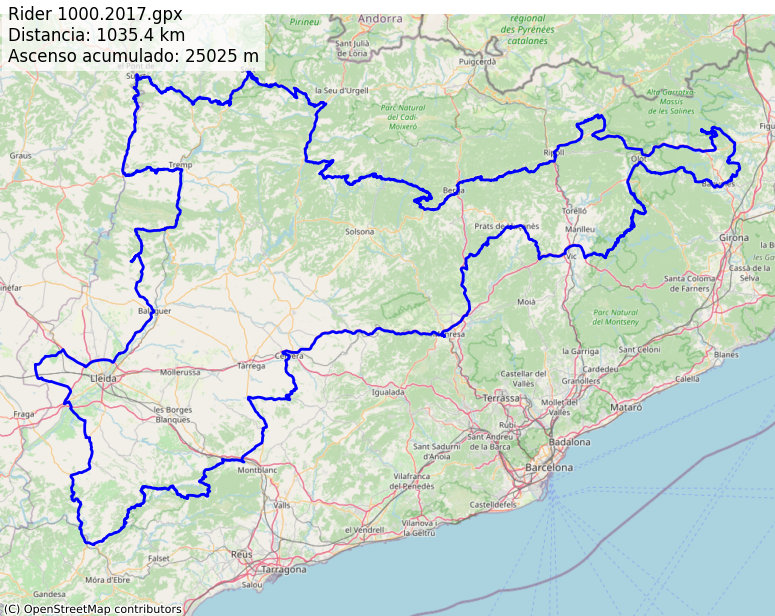 Rider 1000.2017.gpx
Distancia: 1035.4 km
Ascenso acumulado: 25025 m
Pirineu
Andorra
régional
des Pyrénées
catalanes
Sant Julià
de Lòria
Puigcerdà
la Seu d'Urgell
Parc Natural
del Cadí-
Moixeró
Alta Garrotxa-
Massís
de les Salines
Graus
Tremp
Ripoll
Olot
Berga
Solsona
Torelló
Manlleu
Vic
Girona
Cassà de la
Selva
Santa Coloma
de Farners
Moià
Parc Natural
del Montseny
Balaguer
Cervera
Tàrrega
Mollerussa
Lleida
la Garriga
Sant Celoni
Blanes
Castellar del
Vallès
Cardedeu
Granollers
Calella
Igualada
Terrassa
Mollet del
Vallès
Mataró
Fraga
les Borges
Blanques
Rubí
Sant Andreu
de la Barca
Badalona
Sant Sadurní
d'Anoia
Barcelona
Montblanc
Vilafranca
del Penedès
Castelldefels
Valls
Vilanova i
la Geltrú
el Vendrell
Falset
Reus
Tarragona
Salou
Móra d'Ebre
Gandesa
(C) OpenStreetMap contributors